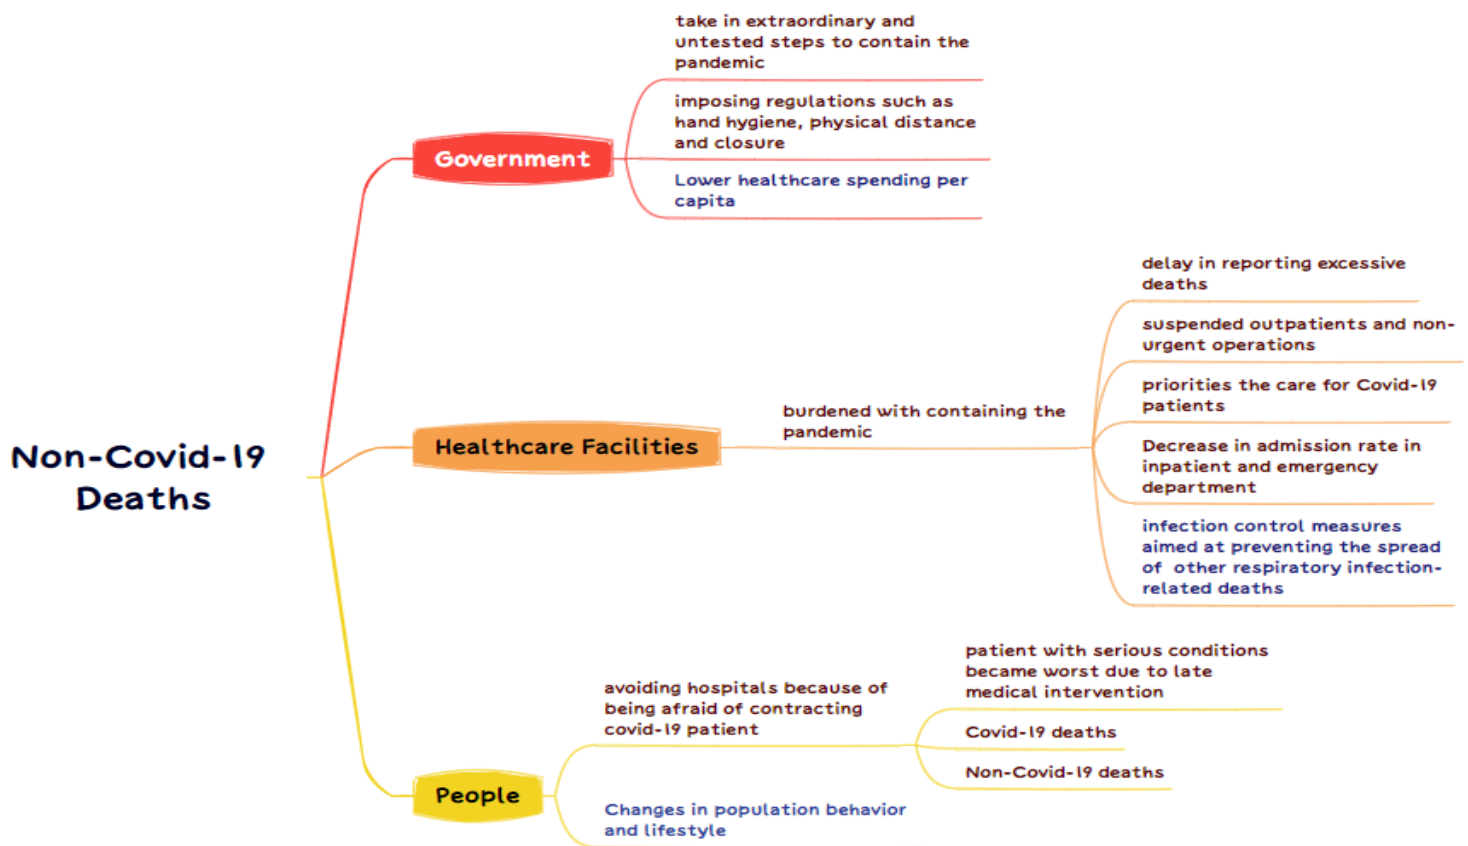 Non-Covid-19
Deaths
Government
take in extraordinary and
untested steps to contain the
pandemic
imposing regulations such as
hand hygiene, physical distance
and closure
Lower healthcare spending per
capita
Healthcare Facilities
burdened with containing the
pandemic
delay in reporting excessive
deaths
suspended outpatients and non-
urgent operations
priorities the care for Covid-19
patients
Decrease in admission rate in
inpatient and emergency
department
infection control measures
aimed at preventing the spread
of other respiratory infection-
related deaths
People
avoiding hospitals because of
being afraid of contracting
covid-19 patient
patient with serious conditions
became worst due to late
medical intervention
Covid-19 deaths
Non-Covid-19 deaths
Changes in population behavior
and lifestyle